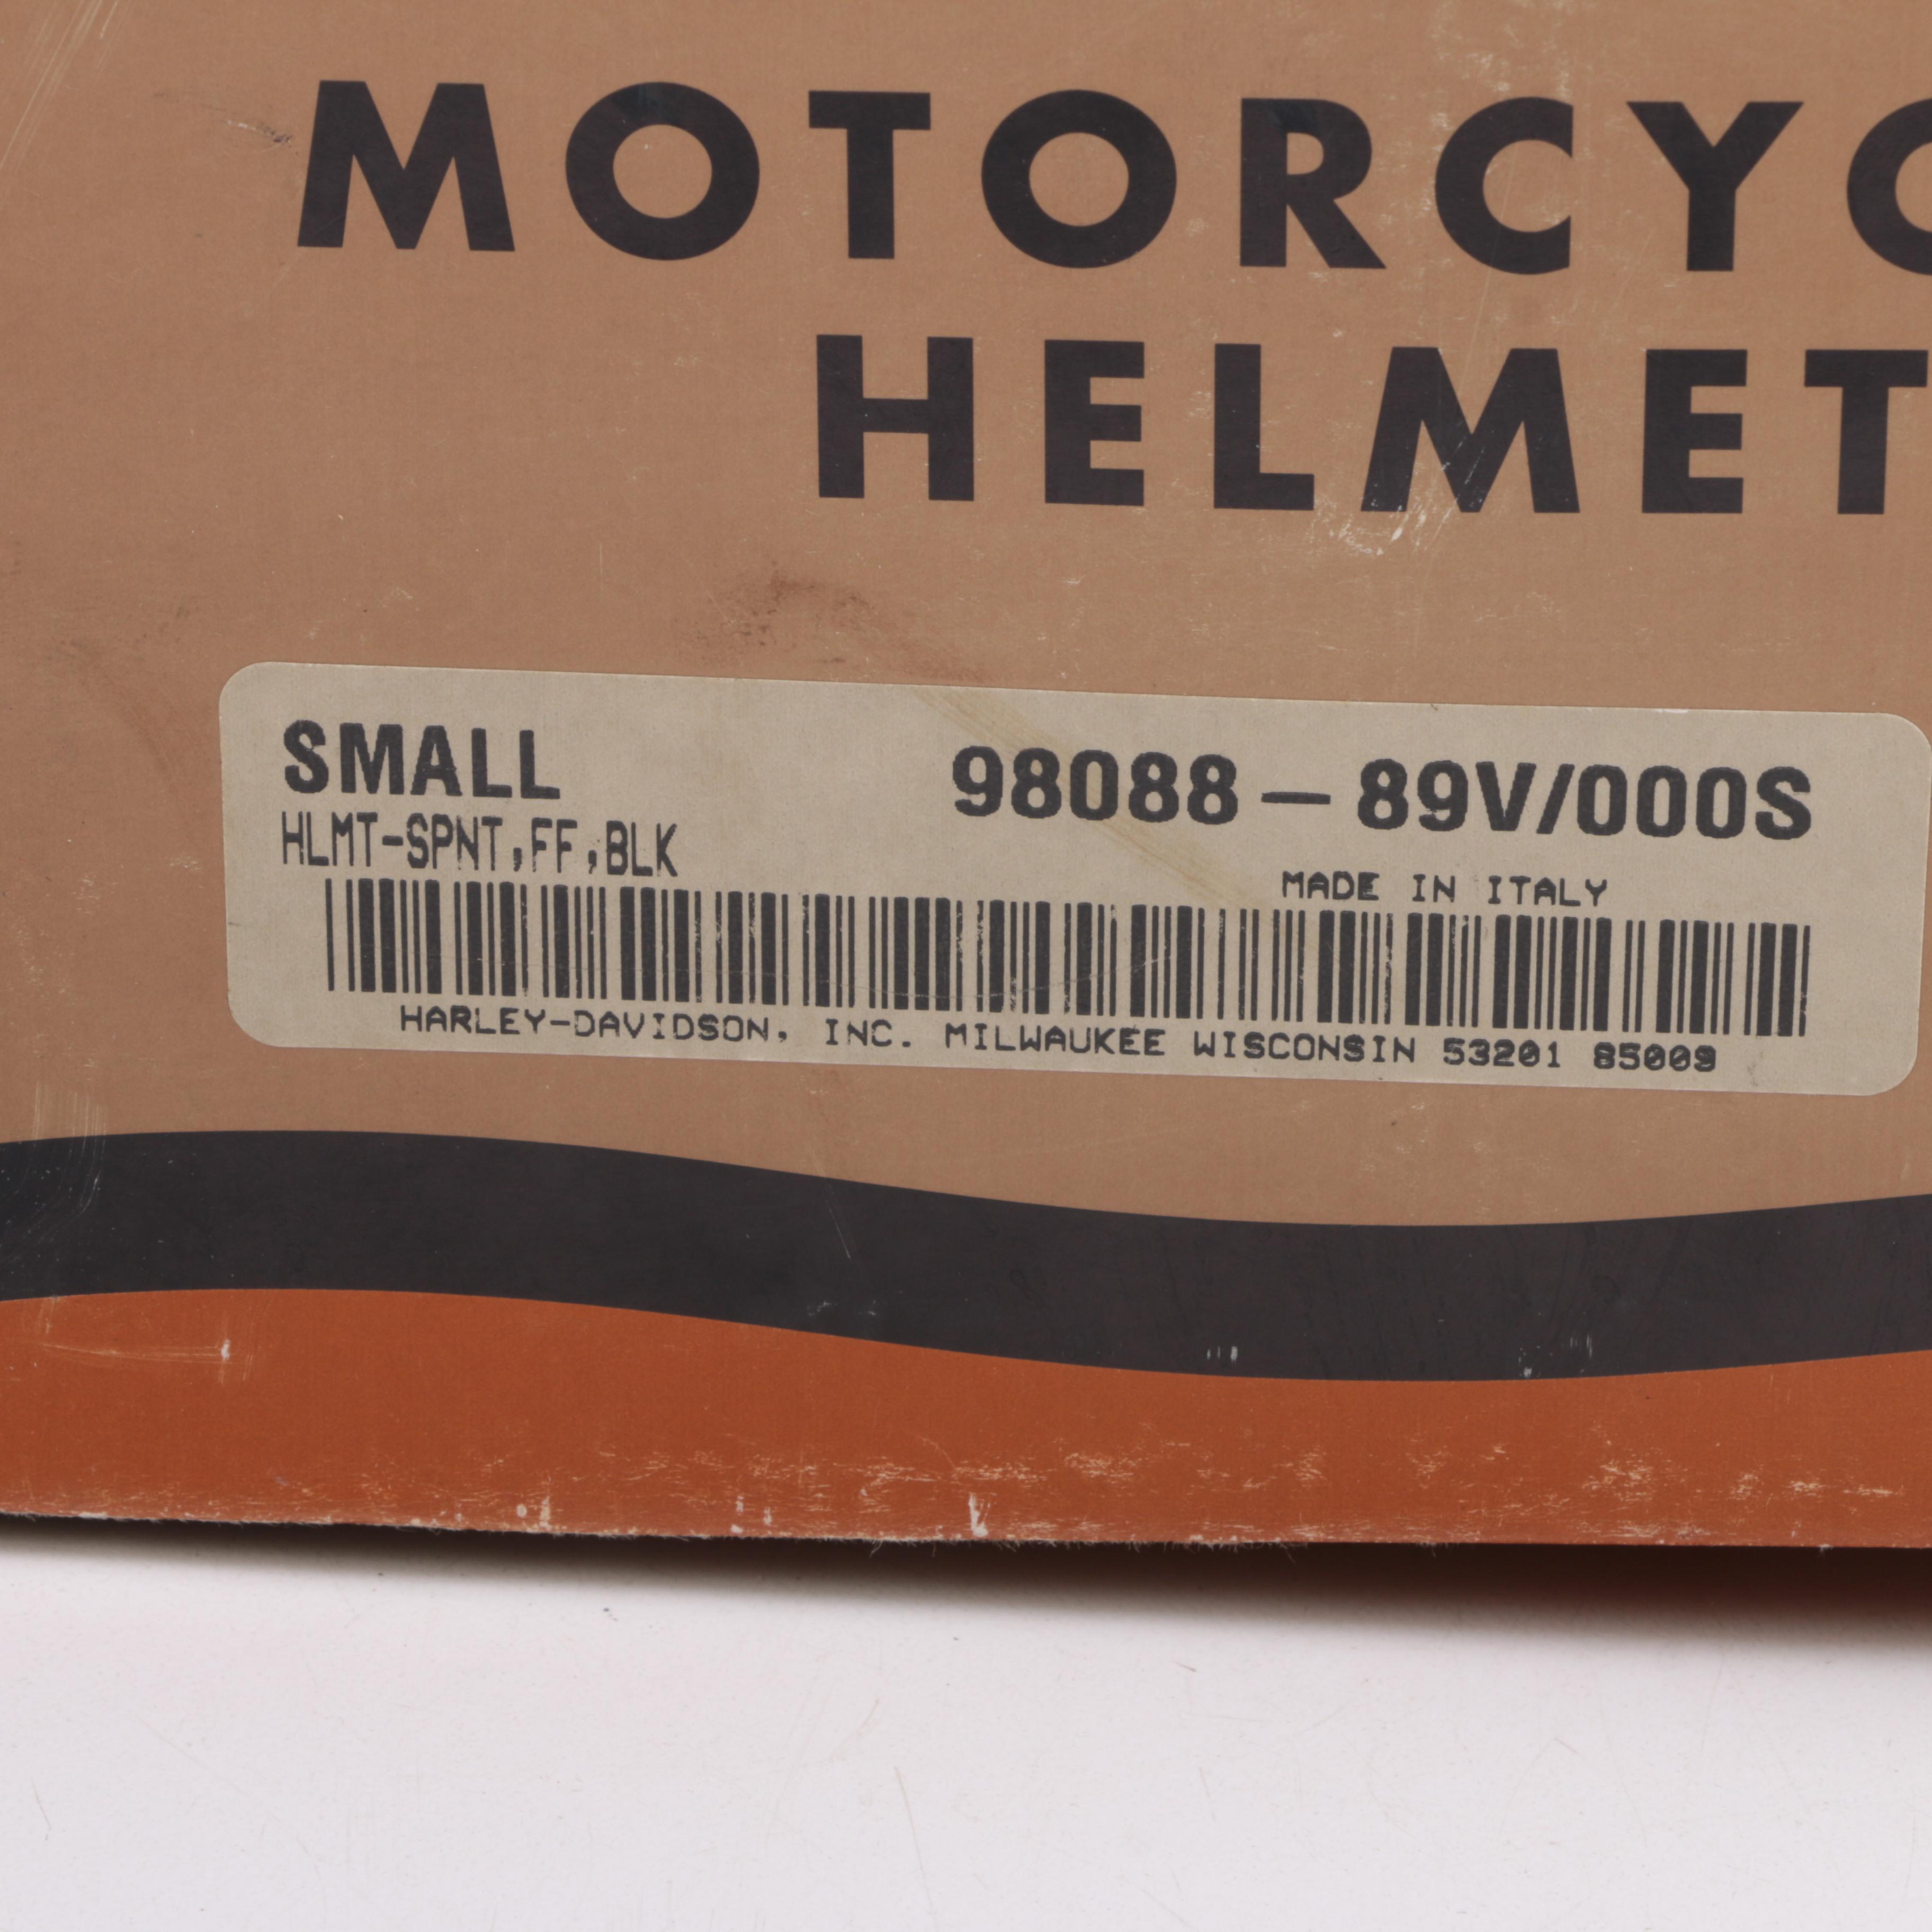 MOTORCYC
HELMET
SMALL 98088-89V/000S
HLMT-SPNT,FF,BLK
MADE IN ITALY
HARLEY-DAVIDSON, INC. MILWAUKEE WISCONSIN 53201 85009